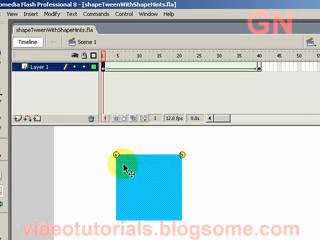 omedia Flash Professional 8 - [shapeTweenWithShapeHints.fla]
GN
File Edit View Insert Modify Text Commands Control Window Help
shapeTweenWithShapeHints.fla
Timeline Scene 1
5 10 15 20 25 30 35 40 45 50 55
Layer 1
1 12.0 fps 0.0s
videotutorials.blogsome.com